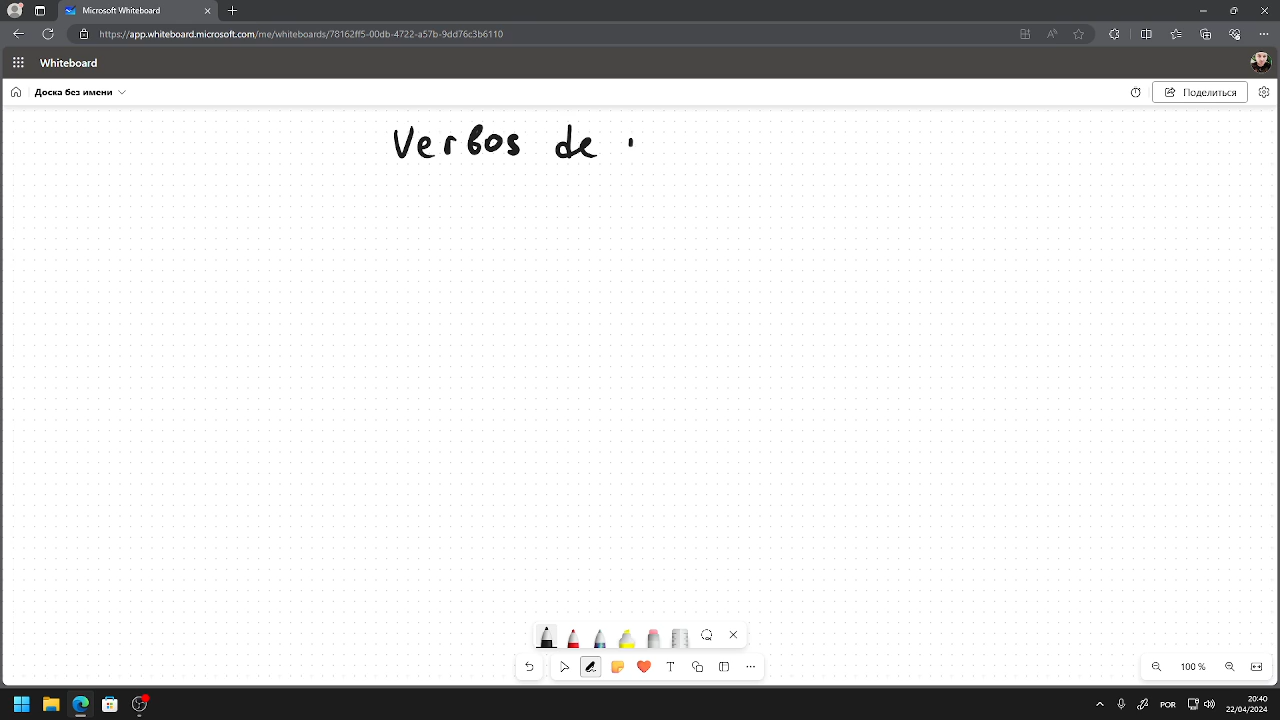 Microsoft Whiteboard
https://app.whiteboard.microsoft.com/me/whiteboards/78162ff5-00db-4722-a57b-9dd76c3b6110
Whiteboard
Доска без имени
Поделиться
Verbos de
100 %
POR
20:40
22/04/2024